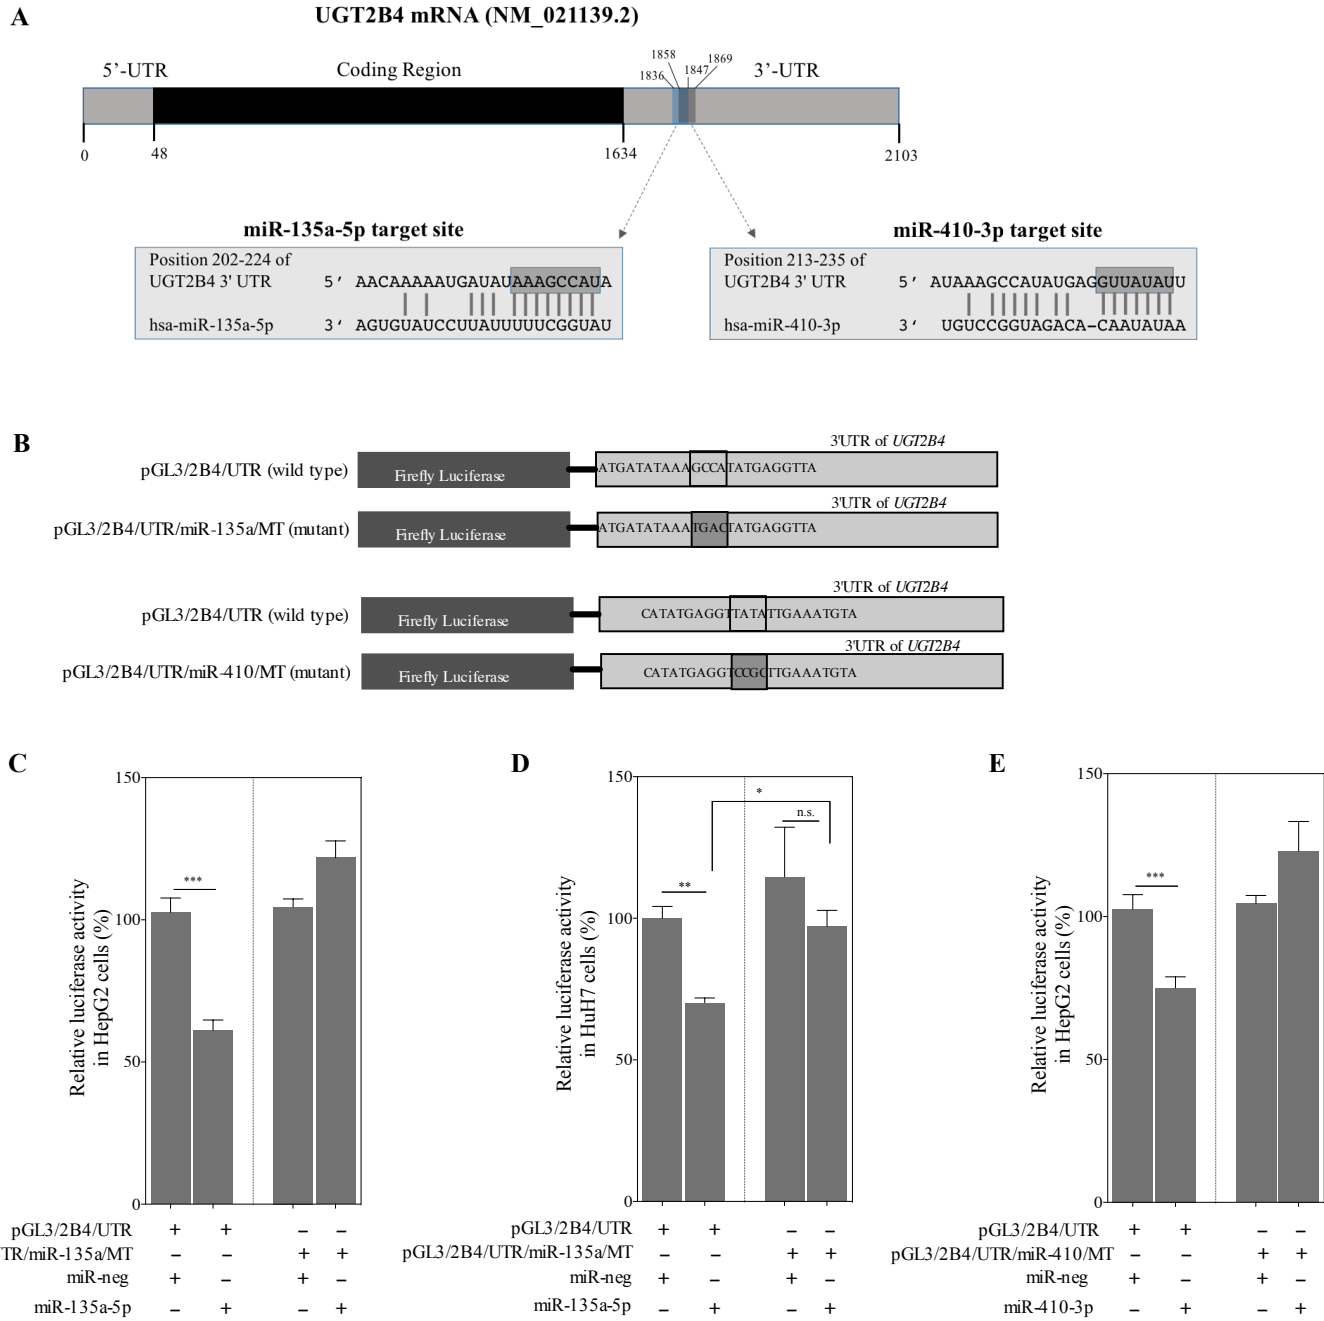 A
UGT2B4 mRNA (NM_021139.2)
5’-UTR
Coding Region
3’-UTR
1836
1858
1847
1869
0
48
1634
2103
miR-135a-5p target site
Position 202-224 of
UGT2B4 3' UTR 5’ AACAAAAAUGAUAUAAAGCCAUA
hsa-miR-135a-5p 3‘ AGUGUAUCCUUAUUUUUCGGUAU
miR-410-3p target site
Position 213-235 of
UGT2B4 3' UTR 5’ AUAAAGCCAUAUGAGGUUAUAUU
hsa-miR-410-3p 3‘ UGUCCGGUAGACA-CAAUAUAA
B
3'UTR of UGT2B4
pGL3/2B4/UTR (wild type) Firefly Luciferase ATGATATAAAGCCATATGAGGTTA
3'UTR of UGT2B4
pGL3/2B4/UTR/miR-135a/MT (mutant) Firefly Luciferase ATGATATAAATGACTATGAGGTTA
3'UTR of UGT2B4
pGL3/2B4/UTR (wild type) Firefly Luciferase CATATGAGGTTATATTGAAATGTA
3'UTR of UGT2B4
pGL3/2B4/UTR/miR-410/MT (mutant) Firefly Luciferase CATATGAGGTCCGCTTGAAATGTA
C
Relative luciferase activity
in HepG2 cells (%)
150
100
50
0
***
pGL3/2B4/UTR + + – –
TR/miR-135a/MT – – + +
miR-neg + – + –
miR-135a-5p – + – +
D
Relative luciferase activity
in HuH7 cells (%)
150
100
50
0
**
*
n.s.
pGL3/2B4/UTR + + – –
pGL3/2B4/UTR/miR-135a/MT – – + +
miR-neg + – + –
miR-135a-5p – + – +
E
Relative luciferase activity
in HepG2 cells (%)
150
100
50
0
***
pGL3/2B4/UTR + + – –
pGL3/2B4/UTR/miR-410/MT – – + +
miR-neg + – + –
miR-410-3p – + – +